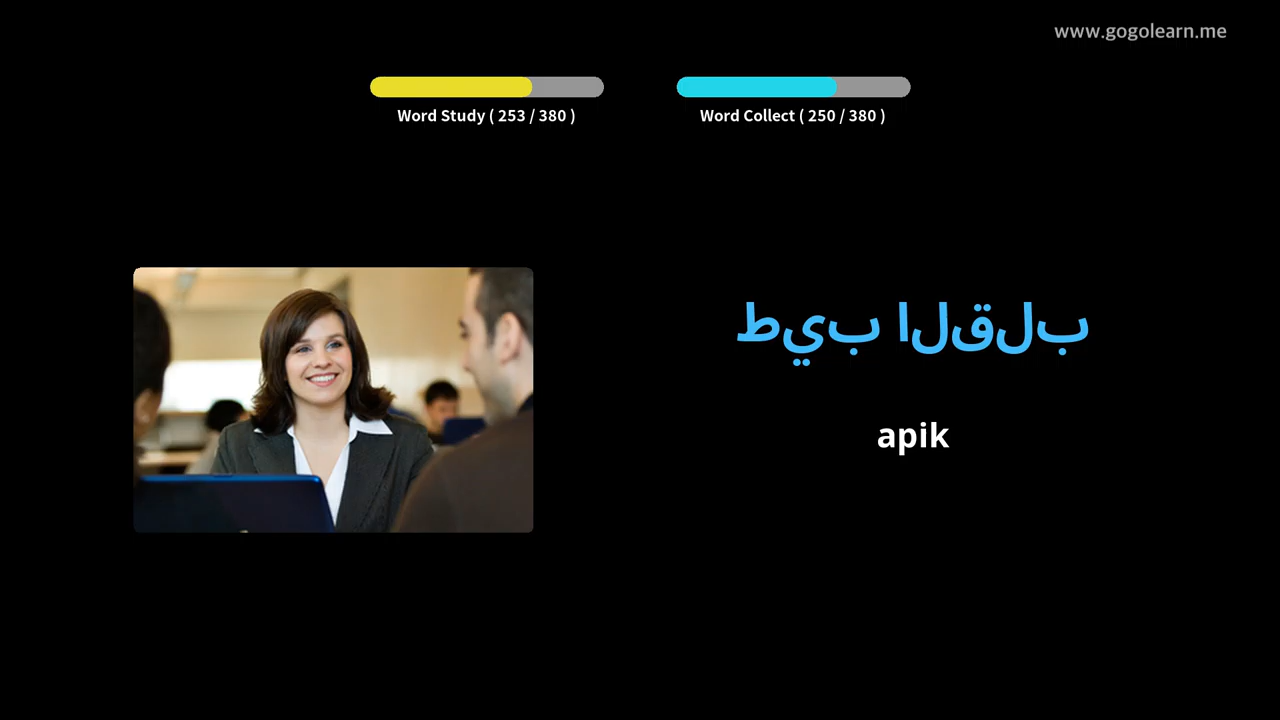 www.gogolearn.me
Word Study ( 253 / 380 )
Word Collect ( 250 / 380 )
طيب القلب
apik